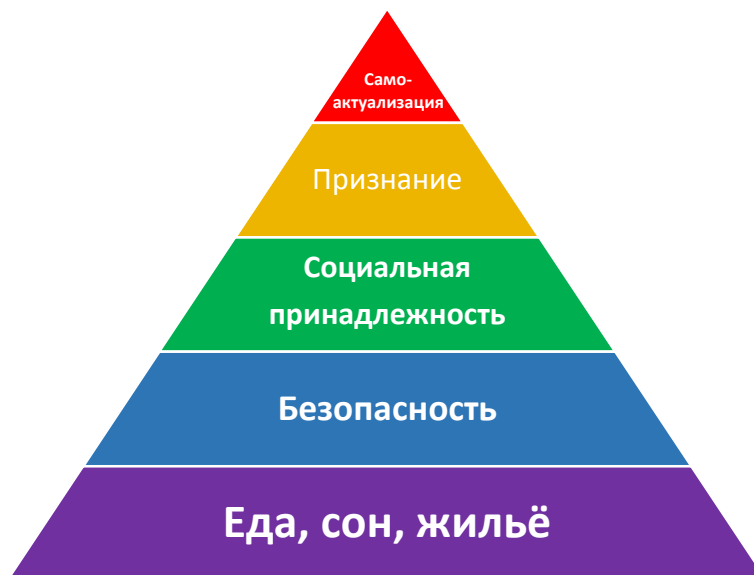 Само-
актуализация
Признание
Социальная
принадлежность
Безопасность
Еда, сон, жильё